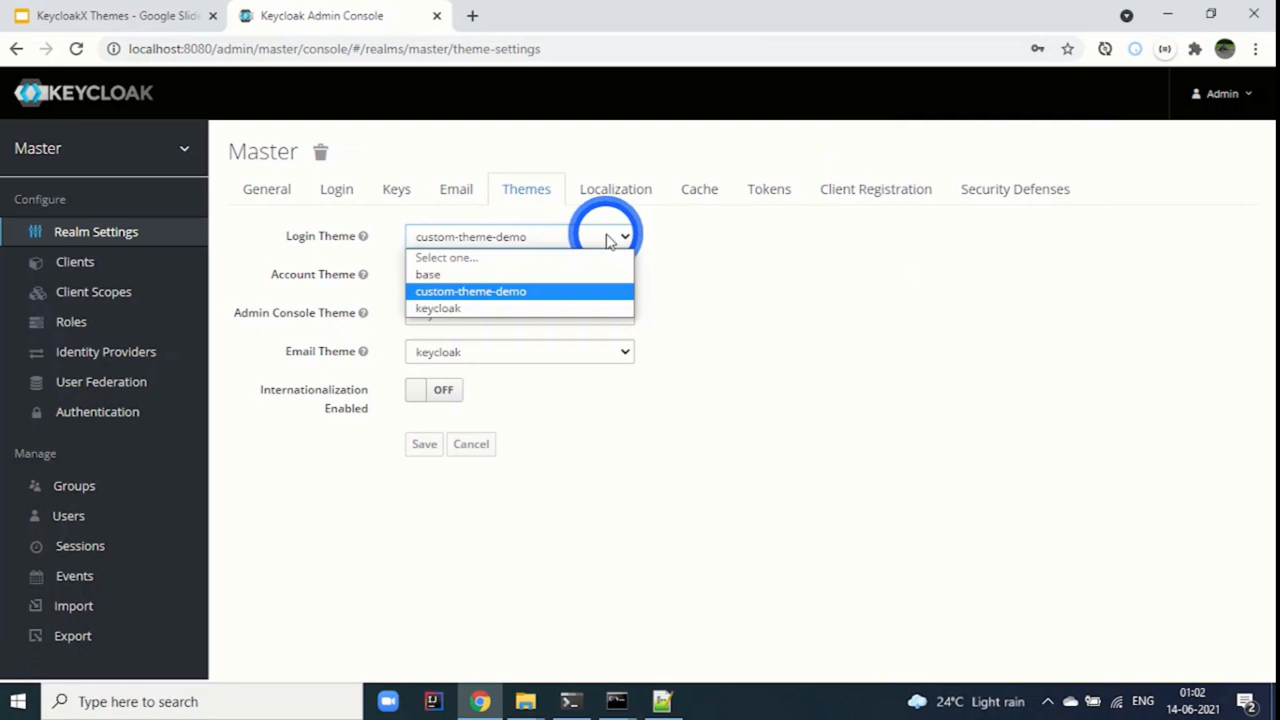 KeycloakX Themes - Google Slide
Keycloak Admin Console
localhost:8080/admin/master/console/#/realms/master/theme-settings
KEYCLOAK
Admin
Master
Configure
Realm Settings
Clients
Client Scopes
Roles
Identity Providers
User Federation
Authentication
Manage
Groups
Users
Sessions
Events
Import
Export
Master
General Login Keys Email Themes Localization Cache Tokens Client Registration Security Defenses
Login Theme custom-theme-demo
Select one...
base
custom-theme-demo
keycloak
Account Theme
Admin Console Theme
Email Theme keycloak
Internationalization
Enabled
OFF
Save Cancel
Type here to search
24°C Light rain
ENG
01:02
14-06-2021
2